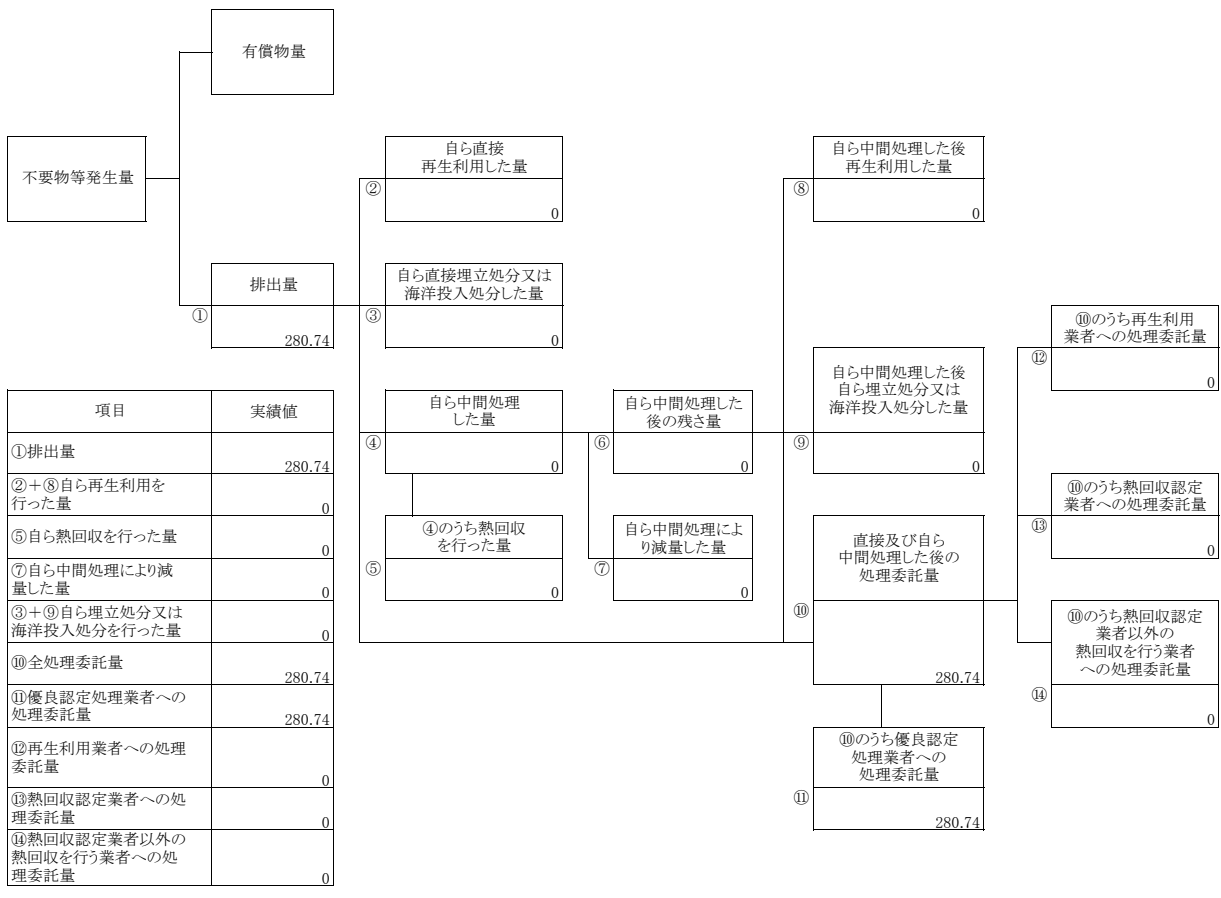 有償物量
不要物等発生量
自ら直接
再生利用した量
②
0
自ら中間処理した後
再生利用した量
⑧
0
排出量
①
280.74
自ら直接埋立処分又は
海洋投入処分した量
③
0
自ら中間処理
した量
④
0
自ら中間処理した
後の残さ量
⑥
0
自ら中間処理した後
自ら埋立処分又は
海洋投入処分した量
⑨
0
⑩のうち再生利用
業者への処理委託量
⑫
0
④のうち熱回収
を行った量
⑤
0
自ら中間処理によ
り減量した量
⑦
0
直接及び自ら
中間処理した後の
処理委託量
⑩
280.74
⑩のうち熱回収認定
業者への処理委託量
⑬
0
⑩のうち熱回収認定
業者以外の
熱回収を行う業者
への処理委託量
⑭
0
⑩のうち優良認定
処理業者への
処理委託量
⑪
280.74
項目 実績値
①排出量
280.74
②＋⑧自ら再生利用を
行った量
0
⑤自ら熱回収を行った量
0
⑦自ら中間処理により減
量した量
0
③＋⑨自ら埋立処分又は
海洋投入処分を行った量
0
⑩全処理委託量
280.74
⑪優良認定処理業者への
処理委託量
280.74
⑫再生利用業者への処理
委託量
0
⑬熱回収認定業者への処
理委託量
0
⑭熱回収認定業者以外の
熱回収を行う業者への処
理委託量
0